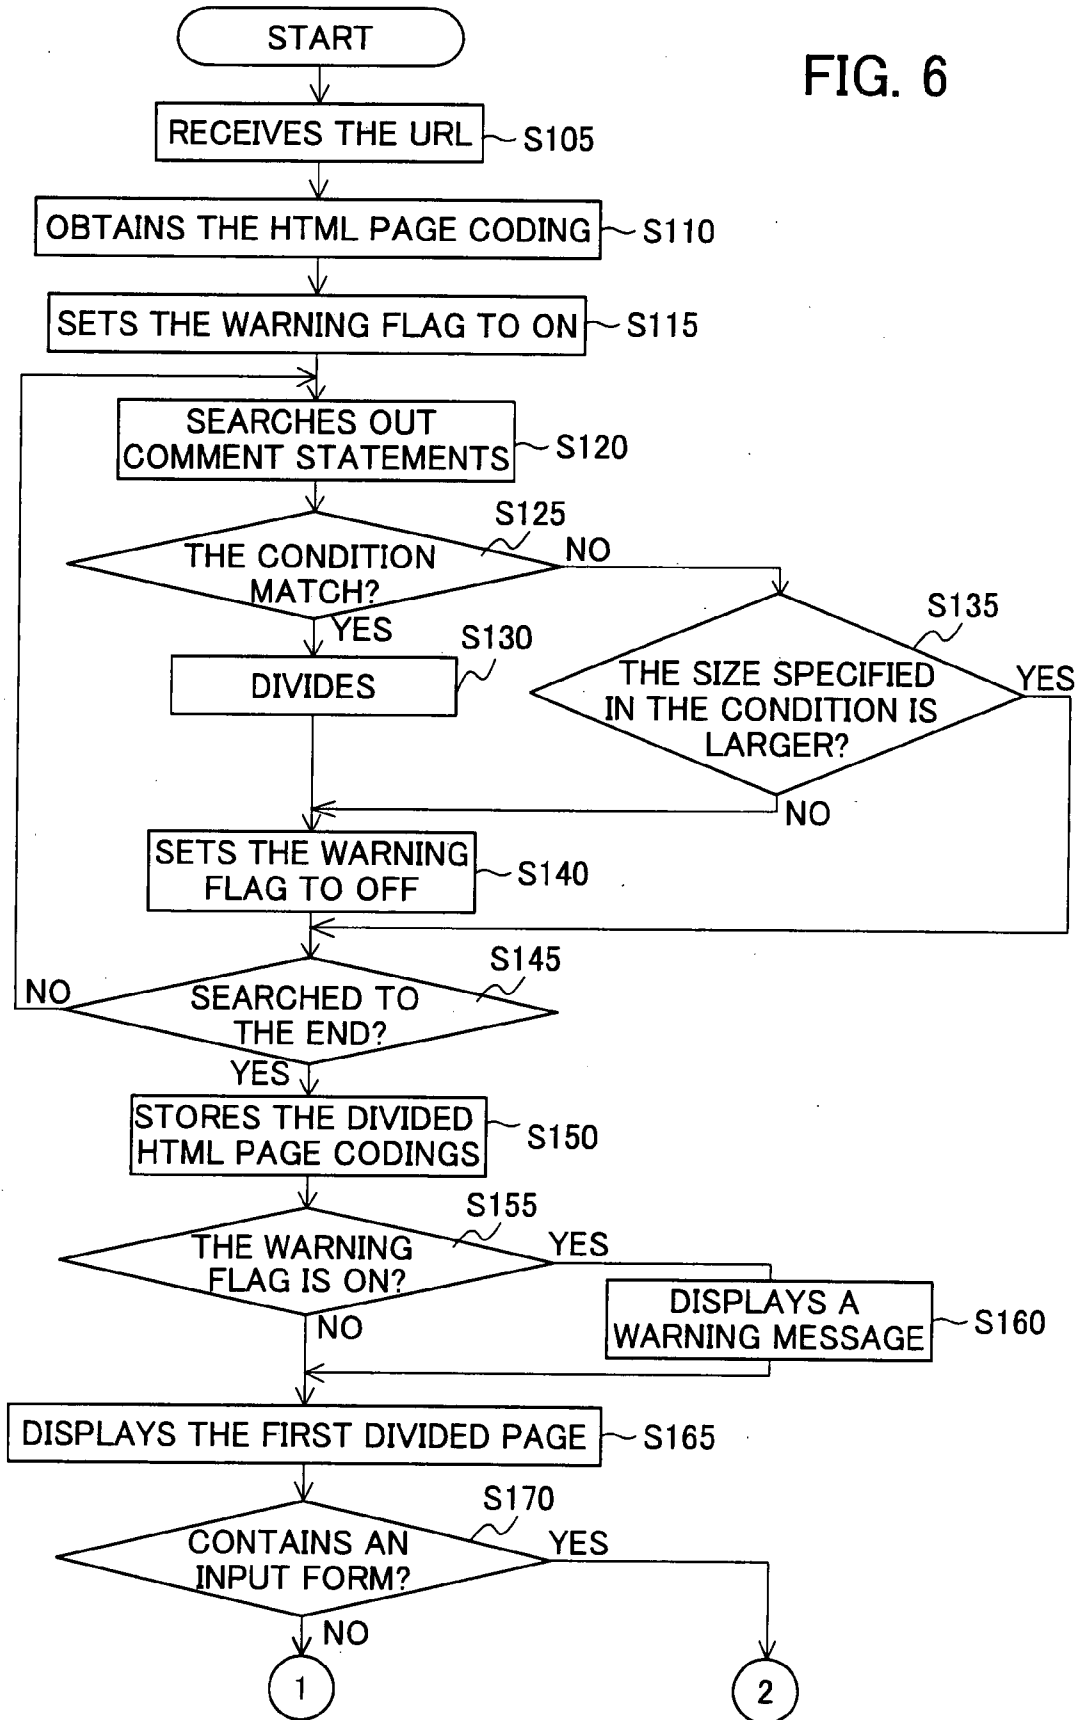 START
FIG. 6
RECEIVES THE URL
S105
OBTAINS THE HTML PAGE CODING
S110
SETS THE WARNING FLAG TO ON
S115
SEARCHES OUT
COMMENT STATEMENTS
S120
S125
THE CONDITION
MATCH?
NO
YES
S130
DIVIDES
S135
THE SIZE SPECIFIED
IN THE CONDITION IS
LARGER?
YES
NO
SETS THE WARNING
FLAG TO OFF
S140
S145
SEARCHED TO
THE END?
NO
YES
STORES THE DIVIDED
HTML PAGE CODINGS
S150
S155
THE WARNING
FLAG IS ON?
YES
NO
DISPLAYS A
WARNING MESSAGE
S160
DISPLAYS THE FIRST DIVIDED PAGE
S165
S170
CONTAINS AN
INPUT FORM?
YES
NO
1
2